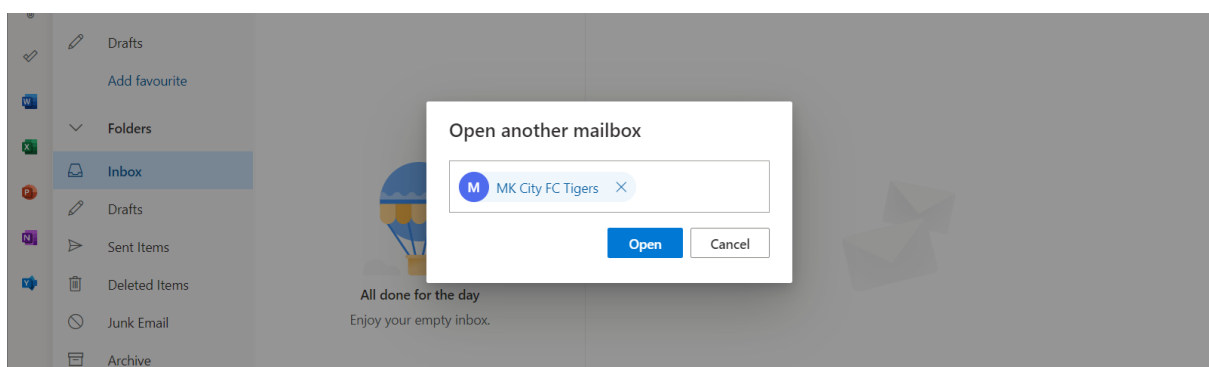 Drafts
Add favourite
Folders
Inbox
Drafts
Sent Items
Deleted Items
Junk Email
Archive
All done for the day
Enjoy your empty inbox.
Open another mailbox
M MK City FC Tigers
Open Cancel